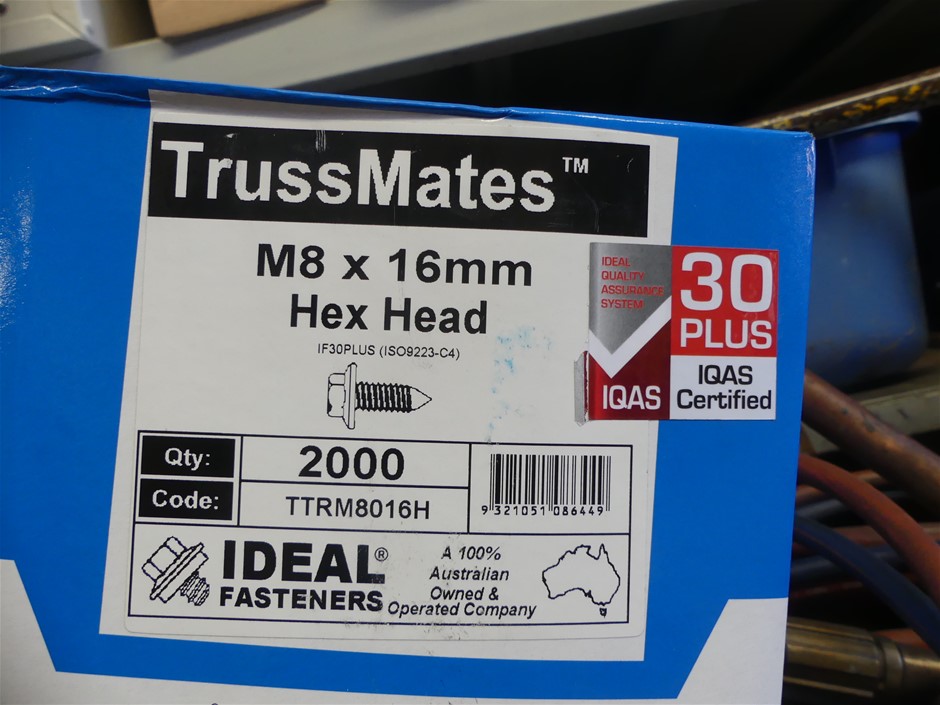 TrussMates™
M8 x 16mm
Hex Head
IF30PLUS (ISO9223-C4)
IDEAL
QUALITY
ASSURANCE
SYSTEM
IQAS
30
PLUS
IQAS
Certified
Qty: 2000
Code: TTRM8016H
9 321051 086449
IDEAL®
FASTENERS
A 100%
Australian
Owned &
Operated Company